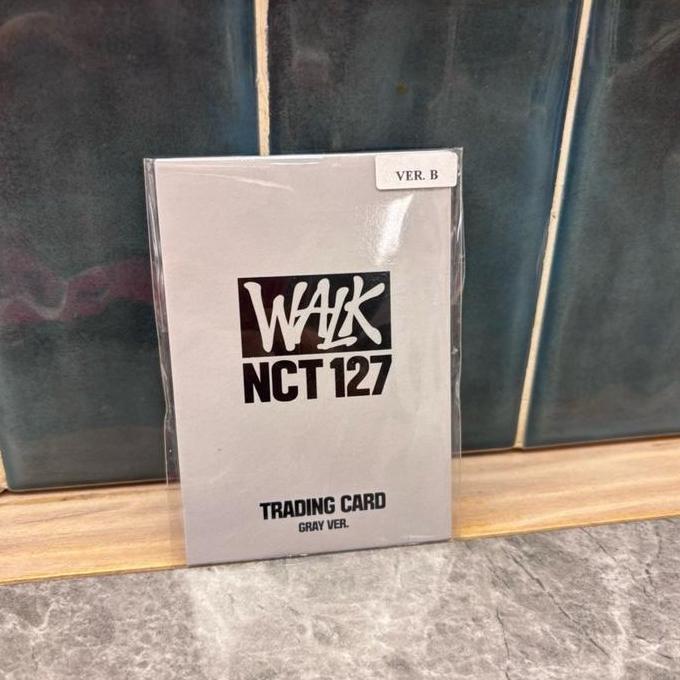 VER. B
WALK
NCT 127
TRADING CARD
GRAY VER.